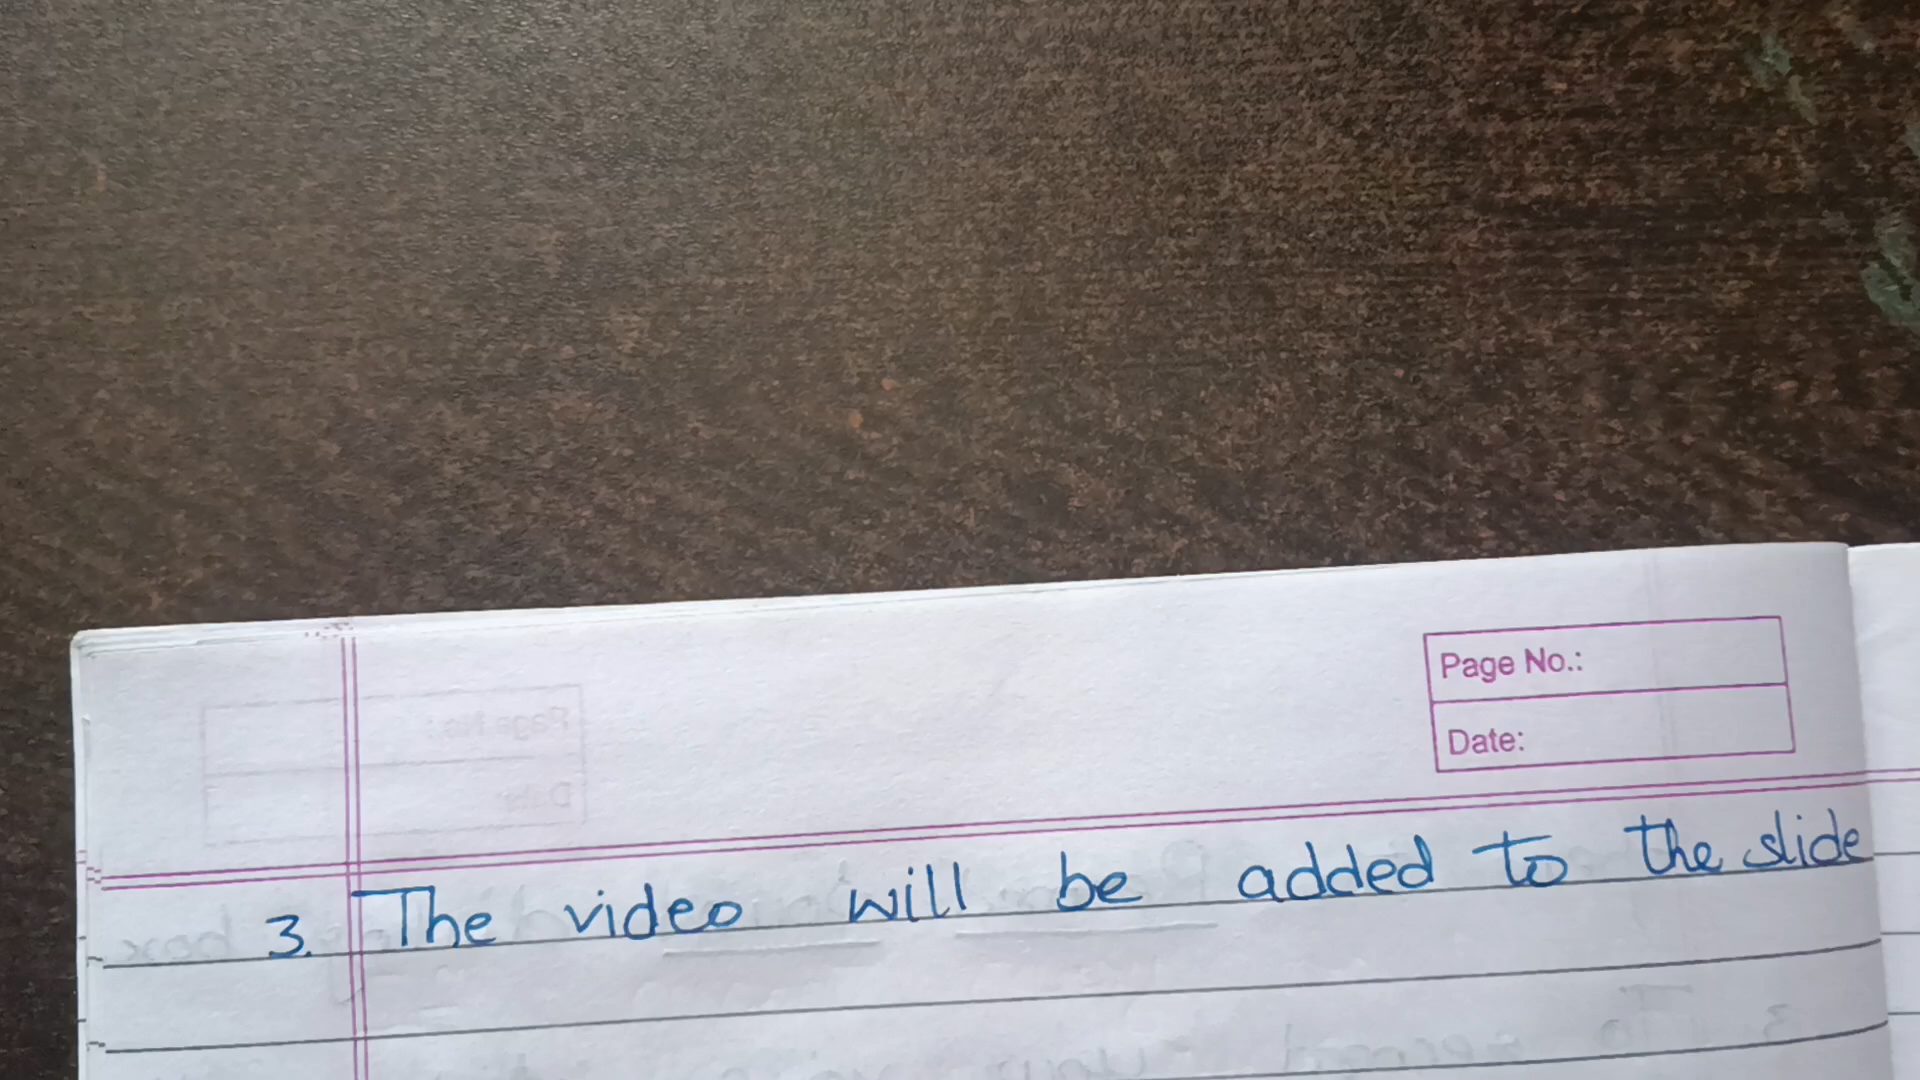 Page No.:
Date:
3. The video will be added to the slide